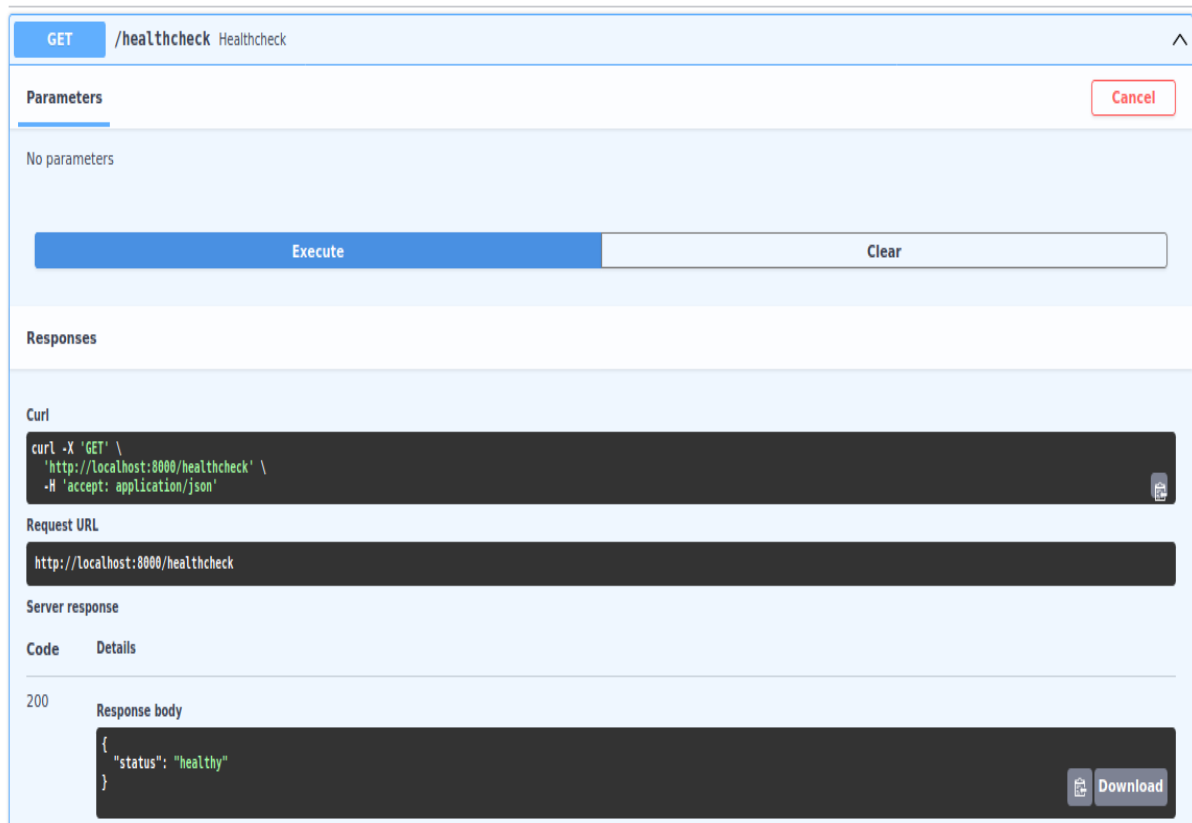 GET /healthcheck Healthcheck
Parameters Cancel
No parameters
Execute Clear
Responses
Curl
curl -X 'GET' \
  'http://localhost:8000/healthcheck' \
  -H 'accept: application/json'
Request URL
http://localhost:8000/healthcheck
Server response
Code Details
200
Response body
{
  "status": "healthy"
}
Download